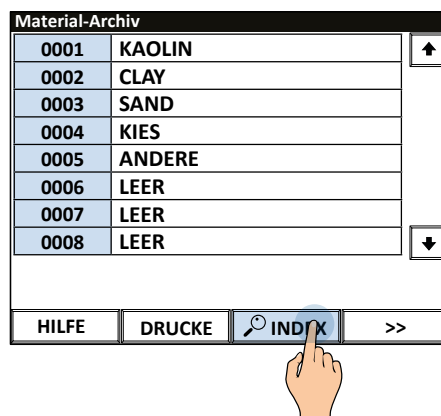 Material-Archiv
0001 KAOLIN
0002 CLAY
0003 SAND
0004 KIES
0005 ANDERE
0006 LEER
0007 LEER
0008 LEER
HILFE DRUCKE INDEX >>